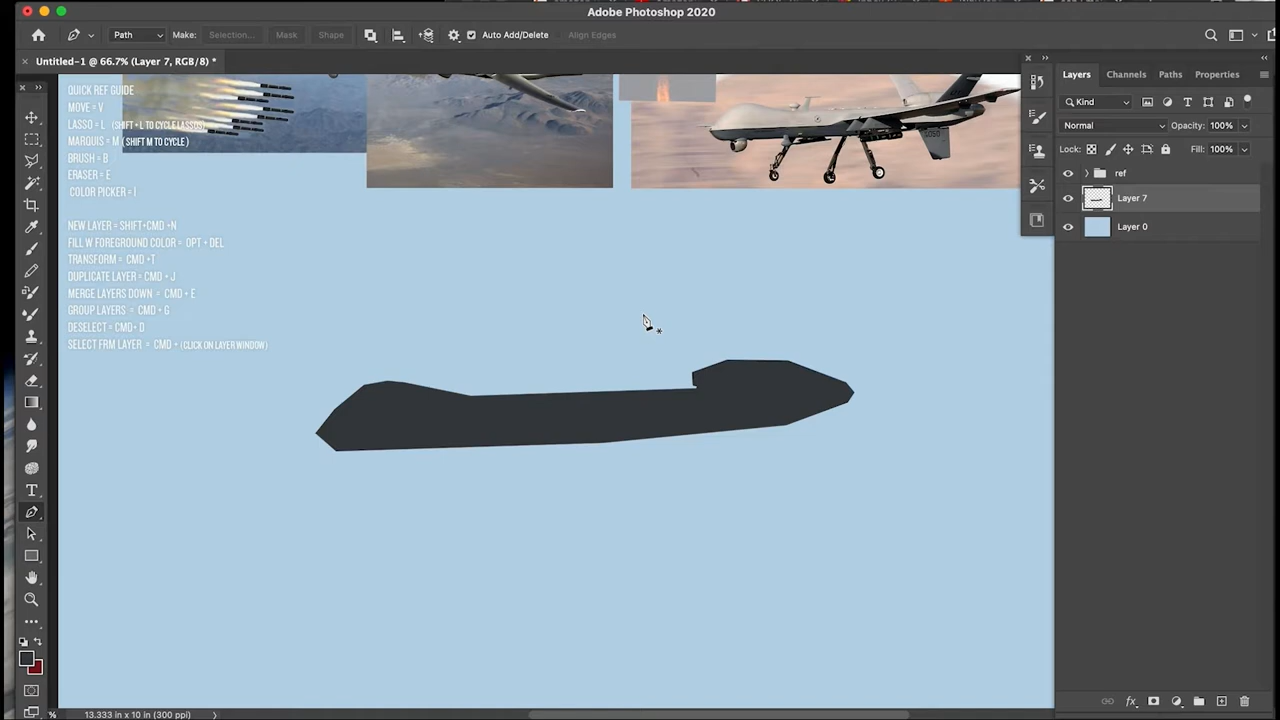 Adobe Photoshop 2020
Path
Make:
Selection...
Mask
Shape
Auto Add/Delete
Align Edges
Untitled-1 @ 66.7% (Layer 7, RGB/8) *
QUICK REF GUIDE
MOVE = V
LASSO = L (SHIFT + L TO CYCLE LASSOS)
MARQUIS = M ( SHIFT M TO CYCLE )
BRUSH = B
ERASER = E
COLOR PICKER = I
NEW LAYER = SHIFT+CMD +N
FILL W FOREGROUND COLOR = OPT + DEL
TRANSFORM = CMD +T
DUPLICATE LAYER = CMD + J
MERGE LAYERS DOWN = CMD + E
GROUP LAYERS = CMD + G
DESELECT = CMD+ D
SELECT FRM LAYER = CMD + (CLICK ON LAYER WINDOW)
Layers
Channels
Paths
Properties
Kind
Normal
Opacity: 100%
Lock:
Fill: 100%
ref
Layer 7
Layer 0
fx
%
13.333 in x 10 in (300 ppi)